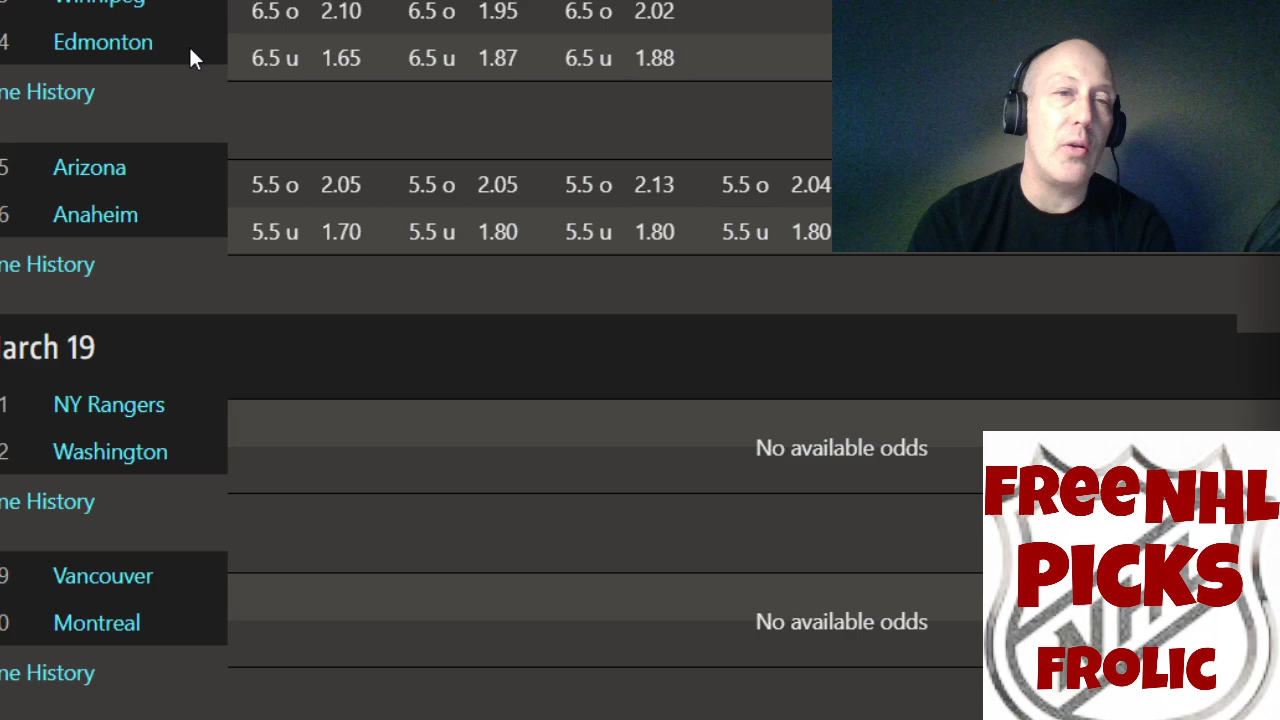 Winnipeg 6.5 o 2.10 6.5 o 1.95 6.5 o 2.02
4 Edmonton 6.5 u 1.65 6.5 u 1.87 6.5 u 1.88
ne History
5 Arizona 5.5 o 2.05 5.5 o 2.05 5.5 o 2.13 5.5 o 2.04
6 Anaheim 5.5 u 1.70 5.5 u 1.80 5.5 u 1.80 5.5 u 1.80
ne History
arch 19
1 NY Rangers
2 Washington
No available odds
ne History
9 Vancouver
0 Montreal
No available odds
ne History
FREE NHL
PICKS
FROLIC